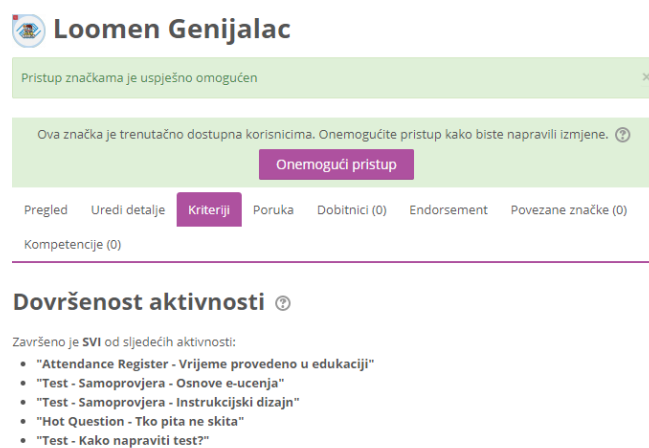 Loomen Genijalac
Pristup značkama je uspješno omogućen
×
Ova značka je trenutačno dostupna korisnicima. Onemogućite pristup kako biste napravili izmjene. ?
Onemogući pristup
Pregled Uredi detalje Kriteriji Poruka Dobitnici (0) Endorsement Povezane značke (0)
Kompetencije (0)
Dovršenost aktivnosti ?
Završeno je SVI od sljedećih aktivnosti:
• "Attendance Register - Vrijeme provedeno u edukaciji"
• "Test - Samoprovjera - Osnove e-ucenja"
• "Test - Samoprovjera - Instrukcijski dizajn"
• "Hot Question - Tko pita ne skita"
• "Test - Kako napraviti test?"